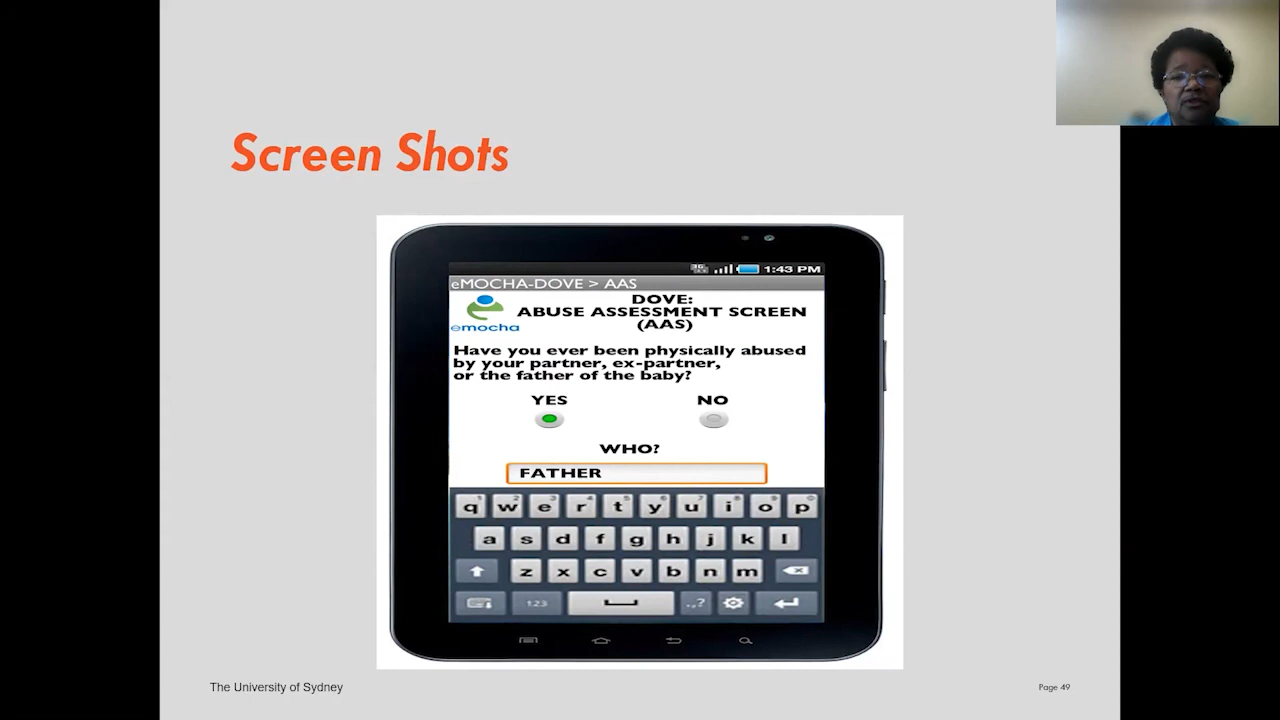 Screen Shots
1:43 PM
eMOCHA-DOVE > AAS
DOVE:
ABUSE ASSESSMENT SCREEN
(AAS)
emocha
Have you ever been physically abused
by your partner, ex-partner,
or the father of the baby?
YES NO
WHO?
FATHER
q w e r t y u i o p
a s d f g h j k l
z x c v b n m
123 .,?
The University of Sydney
Page 49